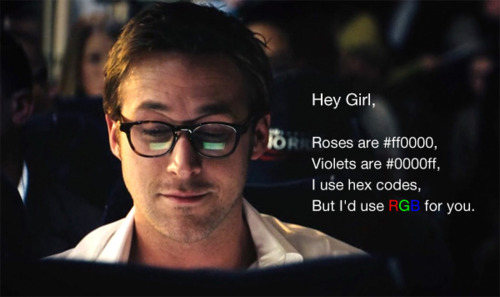 Hey Girl,
Roses are #ff0000,
Violets are #0000ff,
I use hex codes,
But I'd use RGB for you.